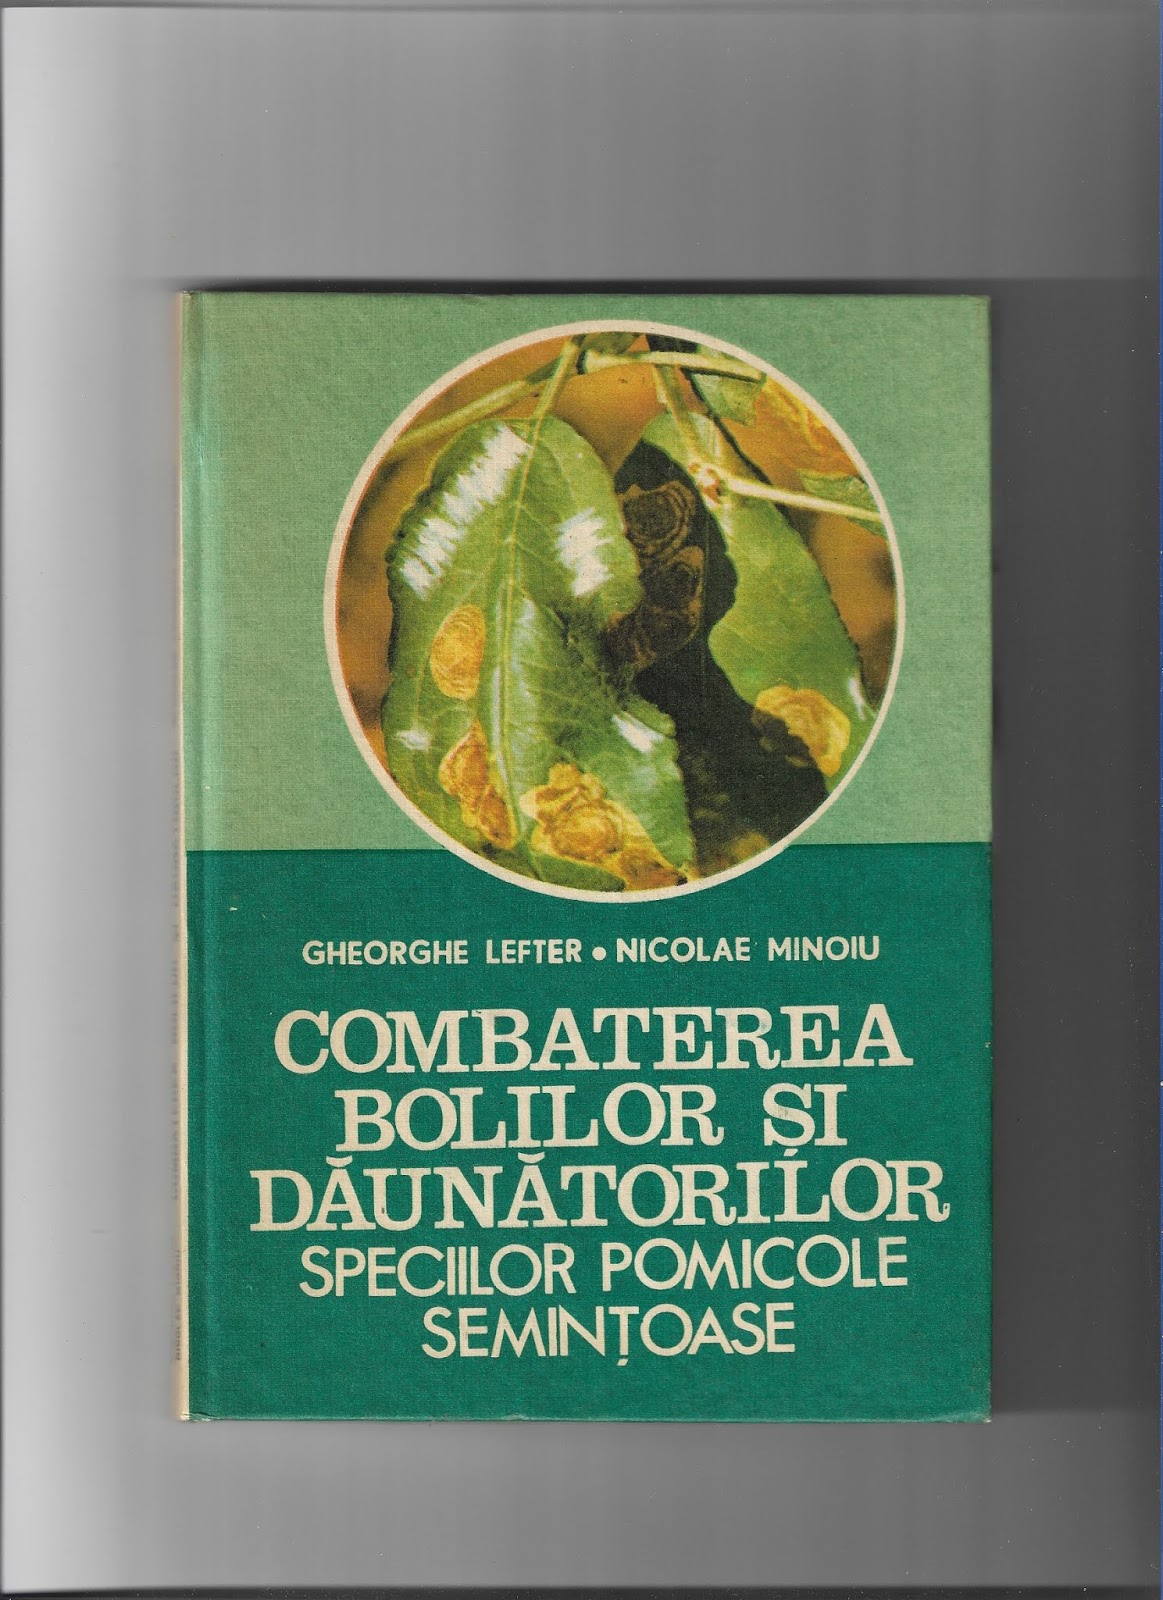 GHEORGHE LEFTER • NICOLAE MINOIU
COMBATEREA
BOLILOR ȘI
DĂUNĂTORILOR
SPECIILOR POMICOLE
SEMINȚOASE